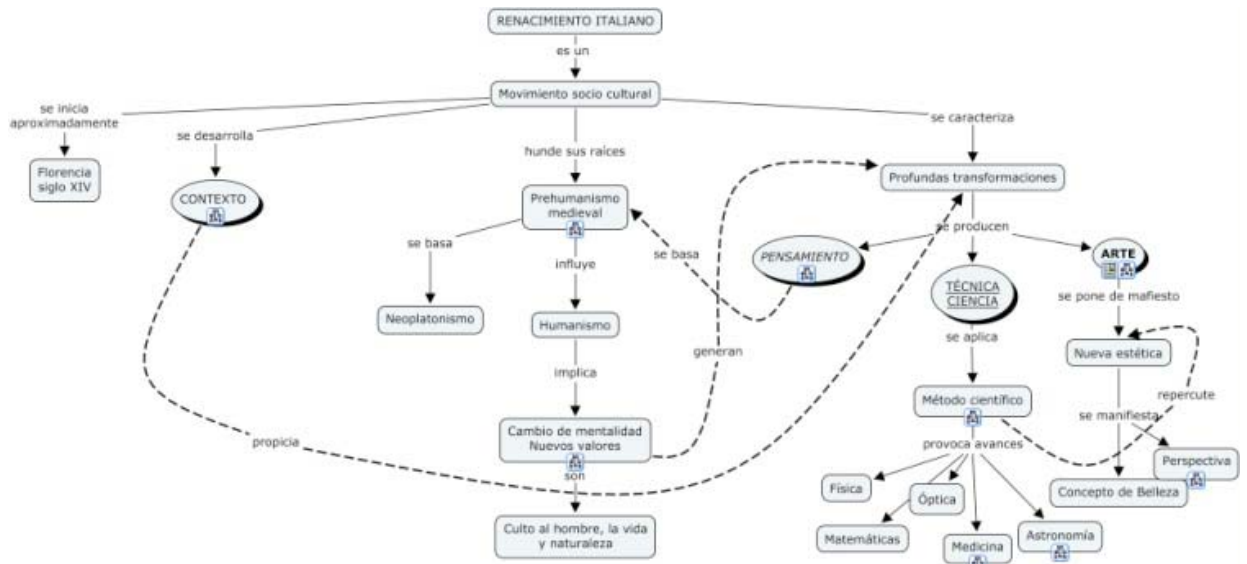 RENACIMIENTO ITALIANO
es un
Movimiento socio cultural
se inicia
aproximadamente
se desarrolla
hunde sus raíces
se caracteriza
Florencia
siglo XIV
CONTEXTO
Prehumanismo
medieval
Profundas transformaciones
se producen
se basa
influye
se basa
PENSAMIENTO
TÉCNICA
CIENCIA
ARTE
se pone de mafiesto
Neoplatonismo
Humanismo
generan
se aplica
Nueva estética
implica
repercute
Método científico
se manifiesta
Cambio de mentalidad
Nuevos valores
propicia
provoca avances
son
Física
Óptica
Perspectiva
Concepto de Belleza
Culto al hombre, la vida
y naturaleza
Matemáticas
Medicina
Astronomía